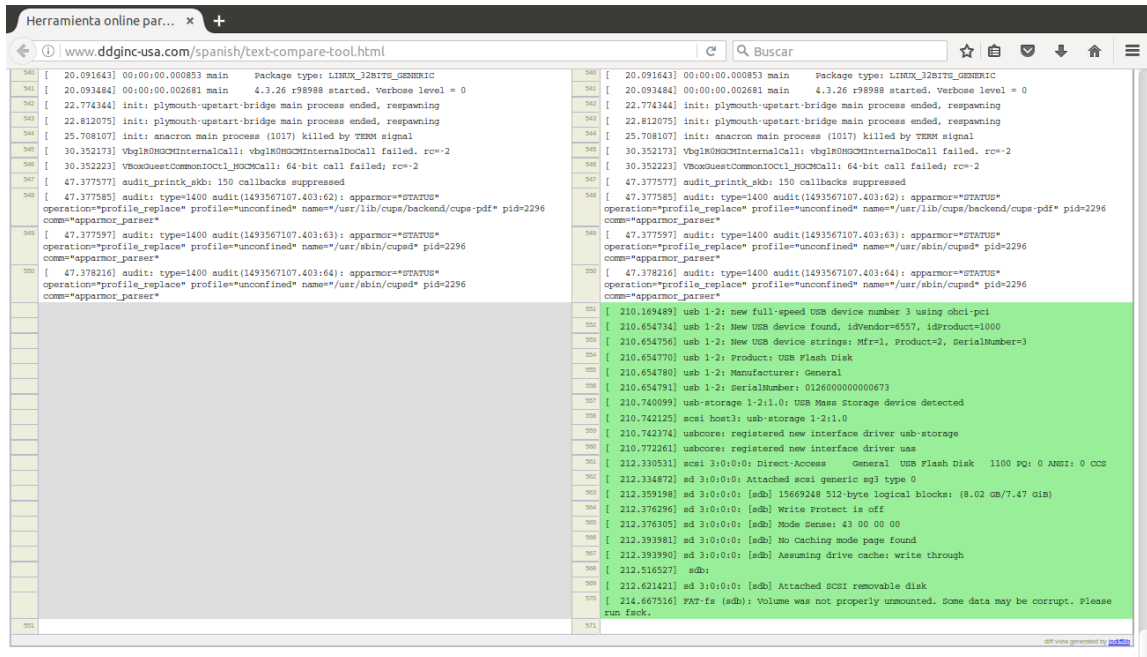 Herramienta online par... × +
www.ddginc-usa.com/spanish/text-compare-tool.html
Buscar
540 [   20.091643] 00:00:00.000853 main     Package type: LINUX_32BITS_GENERIC
541 [   20.093484] 00:00:00.002681 main     4.3.26 r98988 started. Verbose level = 0
542 [   22.774344] init: plymouth-upstart-bridge main process ended, respawning
543 [   22.812075] init: plymouth-upstart-bridge main process ended, respawning
544 [   25.708107] init: anacron main process (1017) killed by TERM signal
545 [   30.352173] VbglR0HGCMInternalCall: vbglR0HGCMInternalDoCall failed. rc=-2
546 [   30.352223] VBoxGuestCommonIOCtl_HGCMCall: 64-bit call failed; rc=-2
547 [   47.377577] audit_printk_skb: 150 callbacks suppressed
548 [   47.377585] audit: type=1400 audit(1493567107.403:62): apparmor="STATUS"
operation="profile_replace" profile="unconfined" name="/usr/lib/cups/backend/cups-pdf" pid=2296
comm="apparmor_parser"
549 [   47.377597] audit: type=1400 audit(1493567107.403:63): apparmor="STATUS"
operation="profile_replace" profile="unconfined" name="/usr/sbin/cupsd" pid=2296
comm="apparmor_parser"
550 [   47.378216] audit: type=1400 audit(1493567107.403:64): apparmor="STATUS"
operation="profile_replace" profile="unconfined" name="/usr/sbin/cupsd" pid=2296
comm="apparmor_parser"
551
540 [   20.091643] 00:00:00.000853 main     Package type: LINUX_32BITS_GENERIC
541 [   20.093484] 00:00:00.002681 main     4.3.26 r98988 started. Verbose level = 0
542 [   22.774344] init: plymouth-upstart-bridge main process ended, respawning
543 [   22.812075] init: plymouth-upstart-bridge main process ended, respawning
544 [   25.708107] init: anacron main process (1017) killed by TERM signal
545 [   30.352173] VbglR0HGCMInternalCall: vbglR0HGCMInternalDoCall failed. rc=-2
546 [   30.352223] VBoxGuestCommonIOCtl_HGCMCall: 64-bit call failed; rc=-2
547 [   47.377577] audit_printk_skb: 150 callbacks suppressed
548 [   47.377585] audit: type=1400 audit(1493567107.403:62): apparmor="STATUS"
operation="profile_replace" profile="unconfined" name="/usr/lib/cups/backend/cups-pdf" pid=2296
comm="apparmor_parser"
549 [   47.377597] audit: type=1400 audit(1493567107.403:63): apparmor="STATUS"
operation="profile_replace" profile="unconfined" name="/usr/sbin/cupsd" pid=2296
comm="apparmor_parser"
550 [   47.378216] audit: type=1400 audit(1493567107.403:64): apparmor="STATUS"
operation="profile_replace" profile="unconfined" name="/usr/sbin/cupsd" pid=2296
comm="apparmor_parser"
551 [  210.169489] usb 1-2: new full-speed USB device number 3 using ohci-pci
552 [  210.654734] usb 1-2: New USB device found, idVendor=6557, idProduct=1000
553 [  210.654756] usb 1-2: New USB device strings: Mfr=1, Product=2, SerialNumber=3
554 [  210.654770] usb 1-2: Product: USB Flash Disk
555 [  210.654780] usb 1-2: Manufacturer: General
556 [  210.654791] usb 1-2: SerialNumber: 0126000000000673
557 [  210.740099] usb-storage 1-2:1.0: USB Mass Storage device detected
558 [  210.742125] scsi host3: usb-storage 1-2:1.0
559 [  210.742374] usbcore: registered new interface driver usb-storage
560 [  210.772261] usbcore: registered new interface driver uas
561 [  212.330531] scsi 3:0:0:0: Direct-Access     General  USB Flash Disk   1100 PQ: 0 ANSI: 0 CCS
562 [  212.334872] sd 3:0:0:0: Attached scsi generic sg3 type 0
563 [  212.359198] sd 3:0:0:0: [sdb] 15669248 512-byte logical blocks: (8.02 GB/7.47 GiB)
564 [  212.376296] sd 3:0:0:0: [sdb] Write Protect is off
565 [  212.376305] sd 3:0:0:0: [sdb] Mode Sense: 43 00 00 00
566 [  212.393981] sd 3:0:0:0: [sdb] No Caching mode page found
567 [  212.393990] sd 3:0:0:0: [sdb] Assuming drive cache: write through
568 [  212.516527]  sdb:
569 [  212.621421] sd 3:0:0:0: [sdb] Attached SCSI removable disk
570 [  214.667516] FAT-fs (sdb): Volume was not properly unmounted. Some data may be corrupt. Please
run fsck.
571
diff view generated by jsdifflib